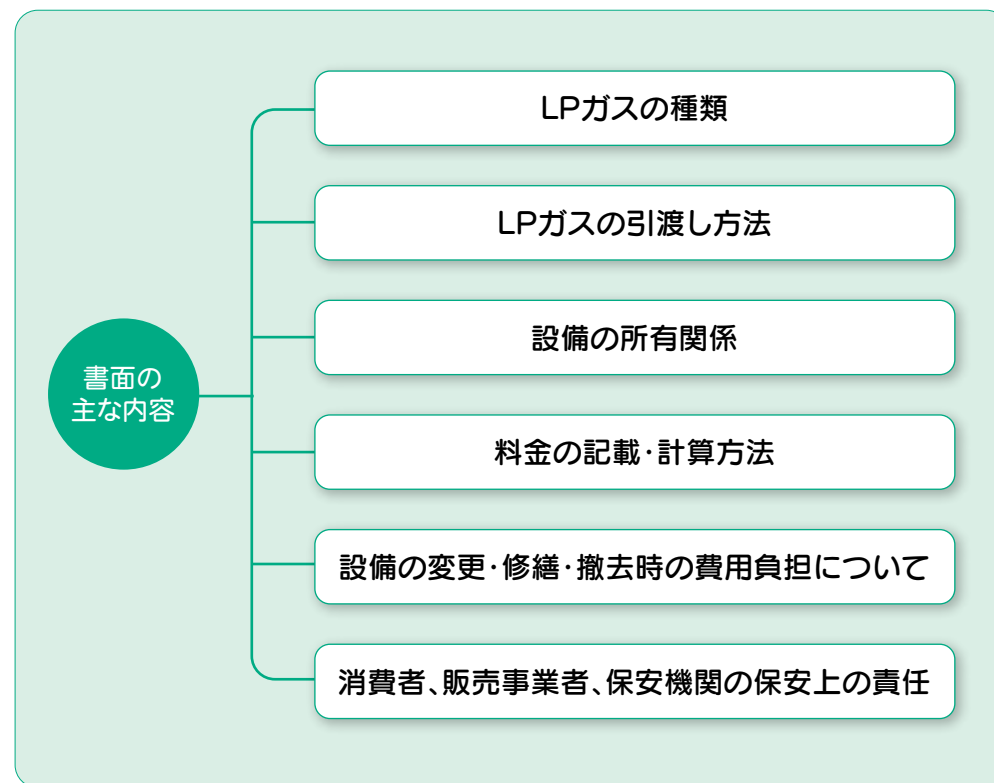 書面の
主な内容
LPガスの種類
LPガスの引渡し方法
設備の所有関係
料金の記載･計算方法
設備の変更･修繕･撤去時の費用負担について
消費者、販売事業者、保安機関の保安上の責任